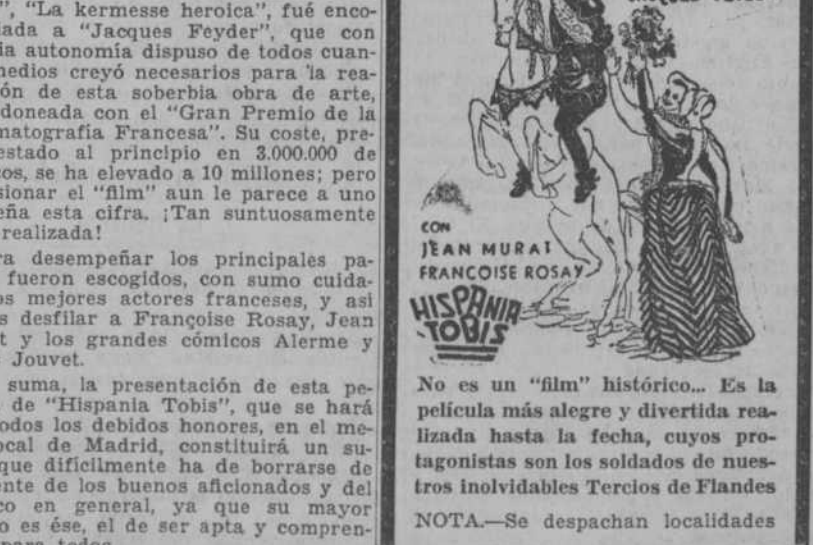 ", "La kermesse heroica", fué enco-
ada a "Jacques Feyder", que con
ia autonomía dispuso de todos cuan-
medios creyó necesarios para la rea-
ón de esta soberbia obra de arte,
doneada con el "Gran Premio de la
matografía Francesa". Su coste, pre-
estado al principio en 3.000.000 de
cos, se ha elevado a 10 millones; pero
sionar el "film" aun le parece a uno
eña esta cifra. ¡Tan suntuosamente
realizada!
ra desempeñar los principales pa-
fueron escogidos, con sumo cuida-
os mejores actores franceses, y asi
s desfilar a Françoise Rosay, Jean
t y los grandes cómicos Alerme y
Jouvet.
suma, la presentación de esta pe-
de "Hispania Tobis", que se hará
odos los debidos honores, en el me-
ocal de Madrid, constituirá un su-
que dificilmente ha de borrarse de
ente de los buenos aficionados y del
co en general, ya que su mayor
o es ése, el de ser apta y compren-
para todos
CON
JEAN MURAT
FRANCOISE ROSAY
HISPANIA
TOBIS
No es un "film" histórico... Es la
película más alegre y divertida rea-
lizada hasta la fecha, cuyos pro-
tagonistas son los soldados de nues-
tros inolvidables Tercios de Flandes
NOTA.—Se despachan localidades